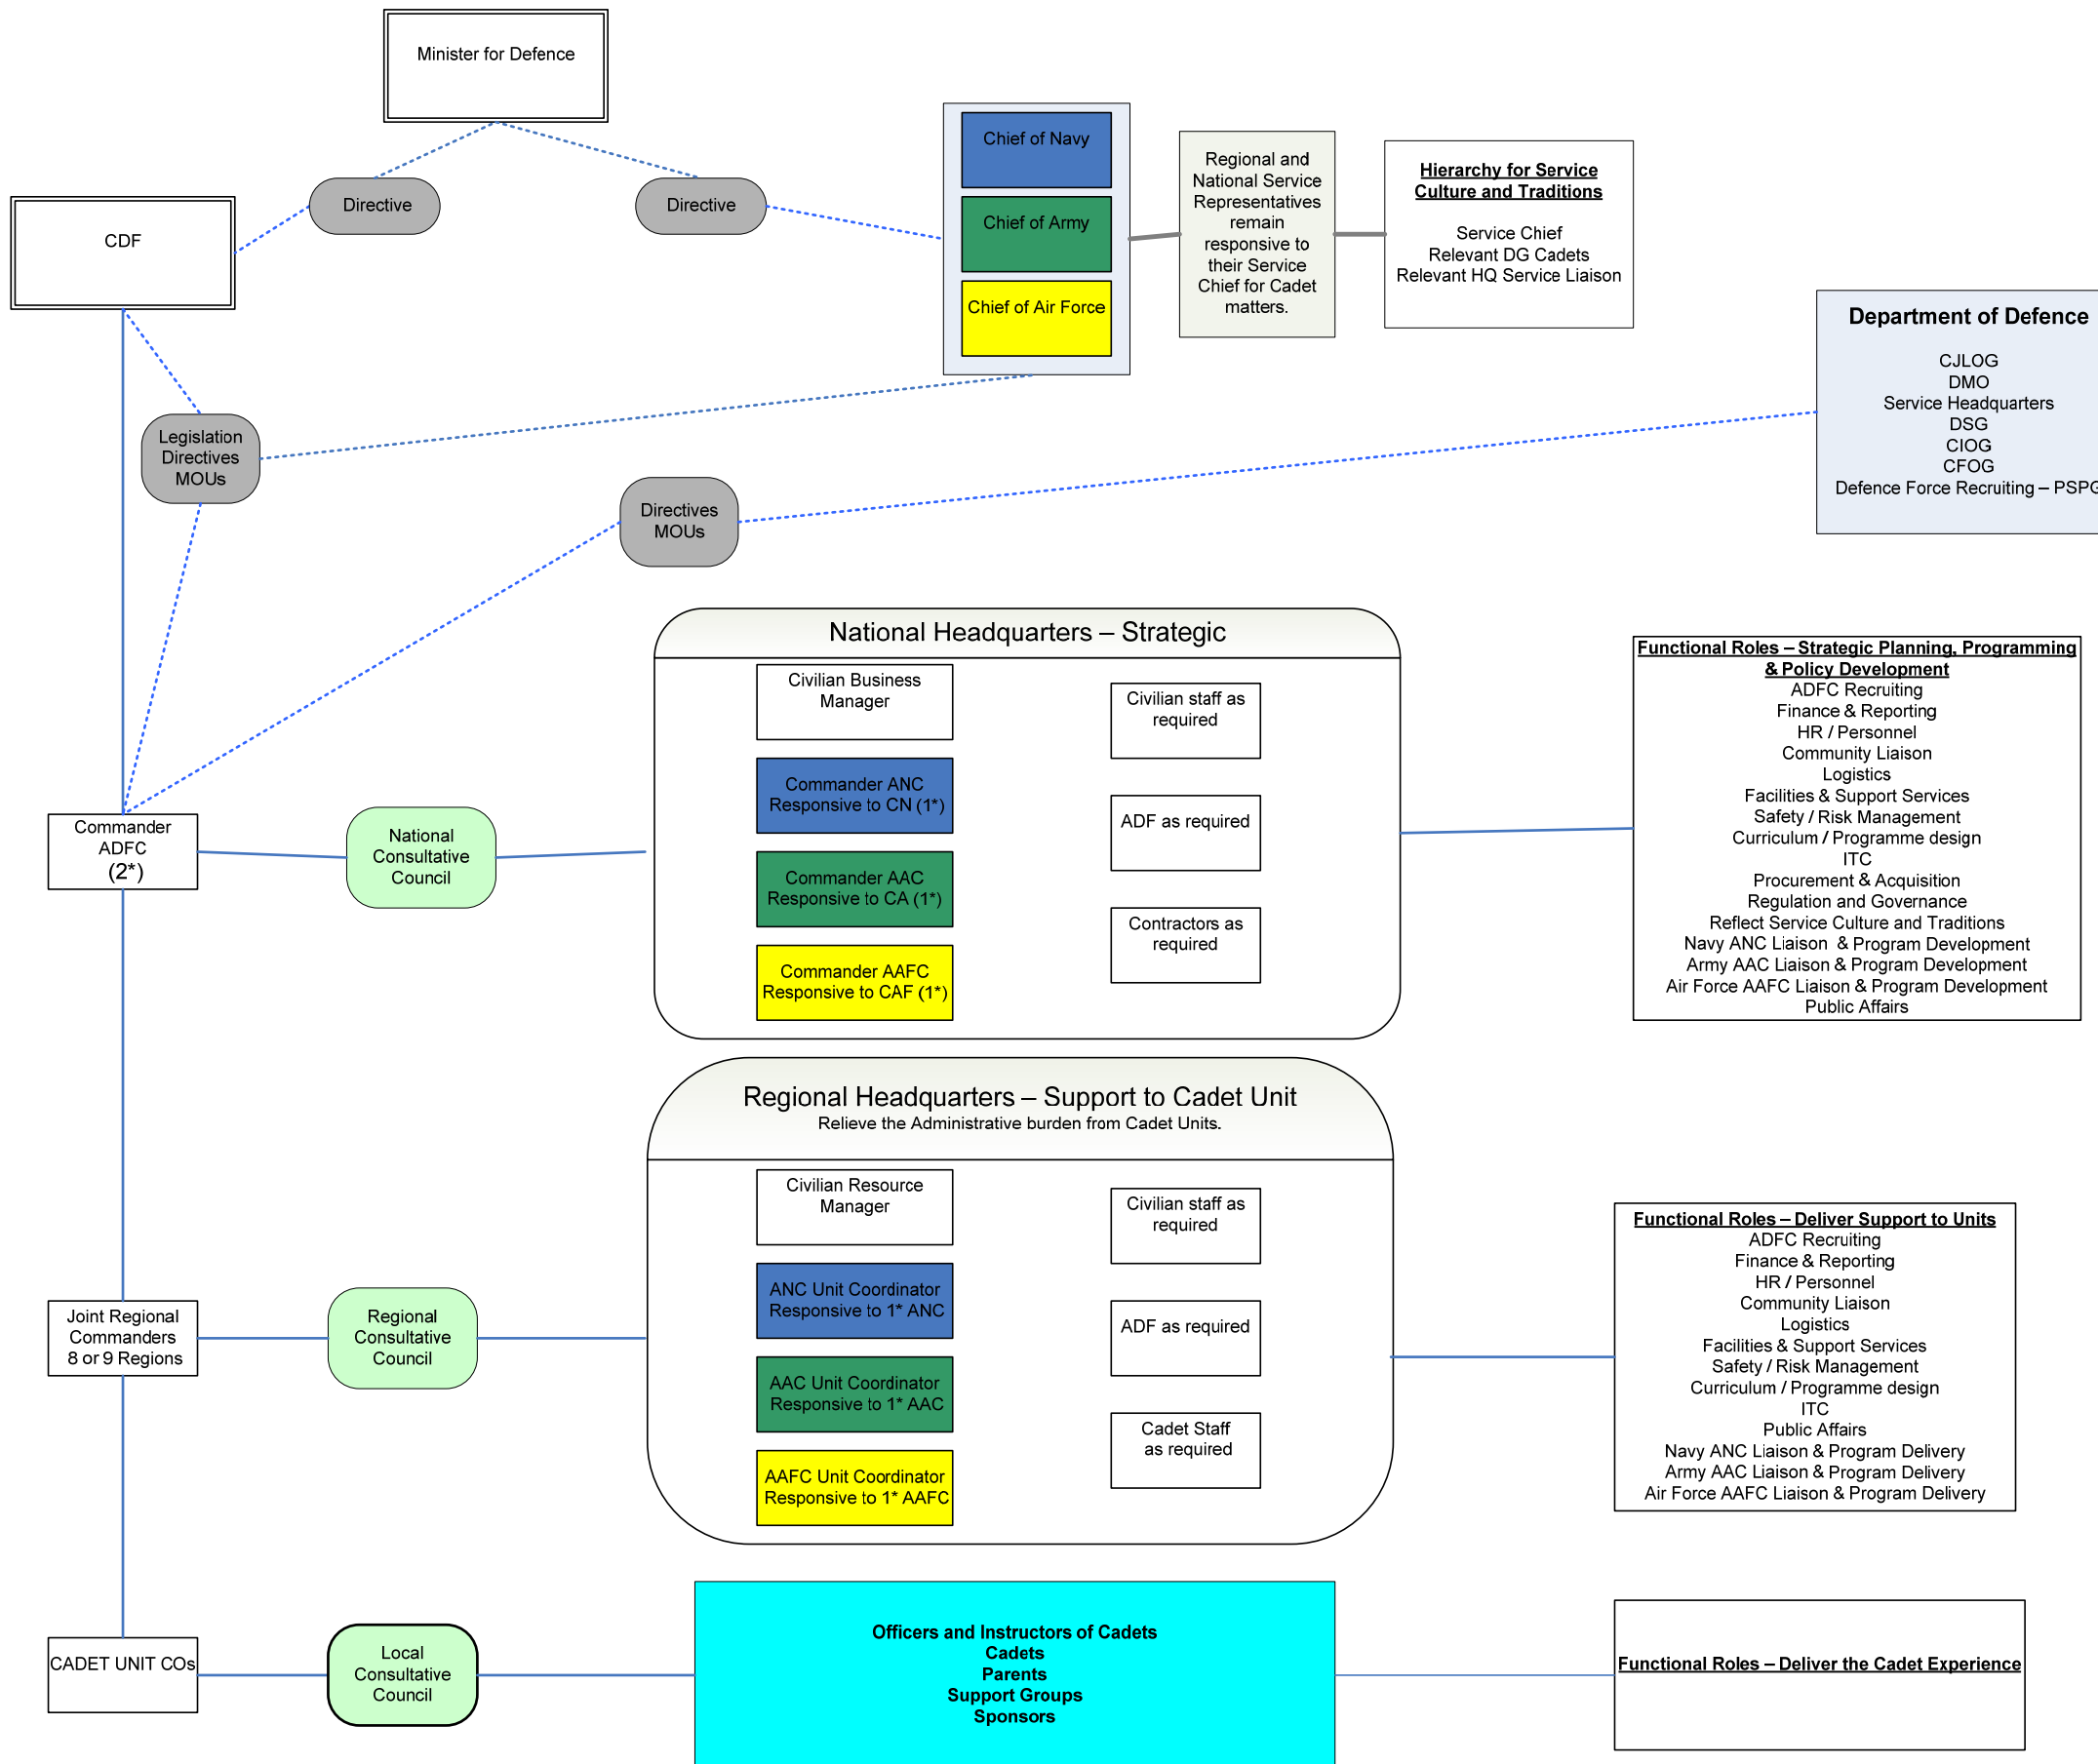 Minister for Defence
Directive
Directive
CDF
Chief of Navy
Chief of Army
Chief of Air Force
Regional and
National Service
Representatives
remain
responsive to
their Service
Chief for Cadet
matters.
Hierarchy for Service
Culture and Traditions
Service Chief
Relevant DG Cadets
Relevant HQ Service Liaison
Department of Defence
CJLOG
DMO
Service Headquarters
DSG
CIOG
CFOG
Defence Force Recruiting – PSPG
Legislation
Directives
MOUs
Directives
MOUs
Commander
ADFC
(2*)
National
Consultative
Council
National Headquarters – Strategic
Civilian Business
Manager
Commander ANC
Responsive to CN (1*)
Commander AAC
Responsive to CA (1*)
Commander AAFC
Responsive to CAF (1*)
Civilian staff as
required
ADF as required
Contractors as
required
Functional Roles – Strategic Planning, Programming
& Policy Development
ADFC Recruiting
Finance & Reporting
HR / Personnel
Community Liaison
Logistics
Facilities & Support Services
Safety / Risk Management
Curriculum / Programme design
ITC
Procurement & Acquisition
Regulation and Governance
Reflect Service Culture and Traditions
Navy ANC Liaison & Program Development
Army AAC Liaison & Program Development
Air Force AAFC Liaison & Program Development
Public Affairs
Joint Regional
Commanders
8 or 9 Regions
Regional
Consultative
Council
Regional Headquarters – Support to Cadet Unit
Relieve the Administrative burden from Cadet Units.
Civilian Resource
Manager
ANC Unit Coordinator
Responsive to 1* ANC
AAC Unit Coordinator
Responsive to 1* AAC
AAFC Unit Coordinator
Responsive to 1* AAFC
Civilian staff as
required
ADF as required
Cadet Staff
as required
Functional Roles – Deliver Support to Units
ADFC Recruiting
Finance & Reporting
HR / Personnel
Community Liaison
Logistics
Facilities & Support Services
Safety / Risk Management
Curriculum / Programme design
ITC
Public Affairs
Navy ANC Liaison & Program Delivery
Army AAC Liaison & Program Delivery
Air Force AAFC Liaison & Program Delivery
CADET UNIT COs
Local
Consultative
Council
Officers and Instructors of Cadets
Cadets
Parents
Support Groups
Sponsors
Functional Roles – Deliver the Cadet Experience